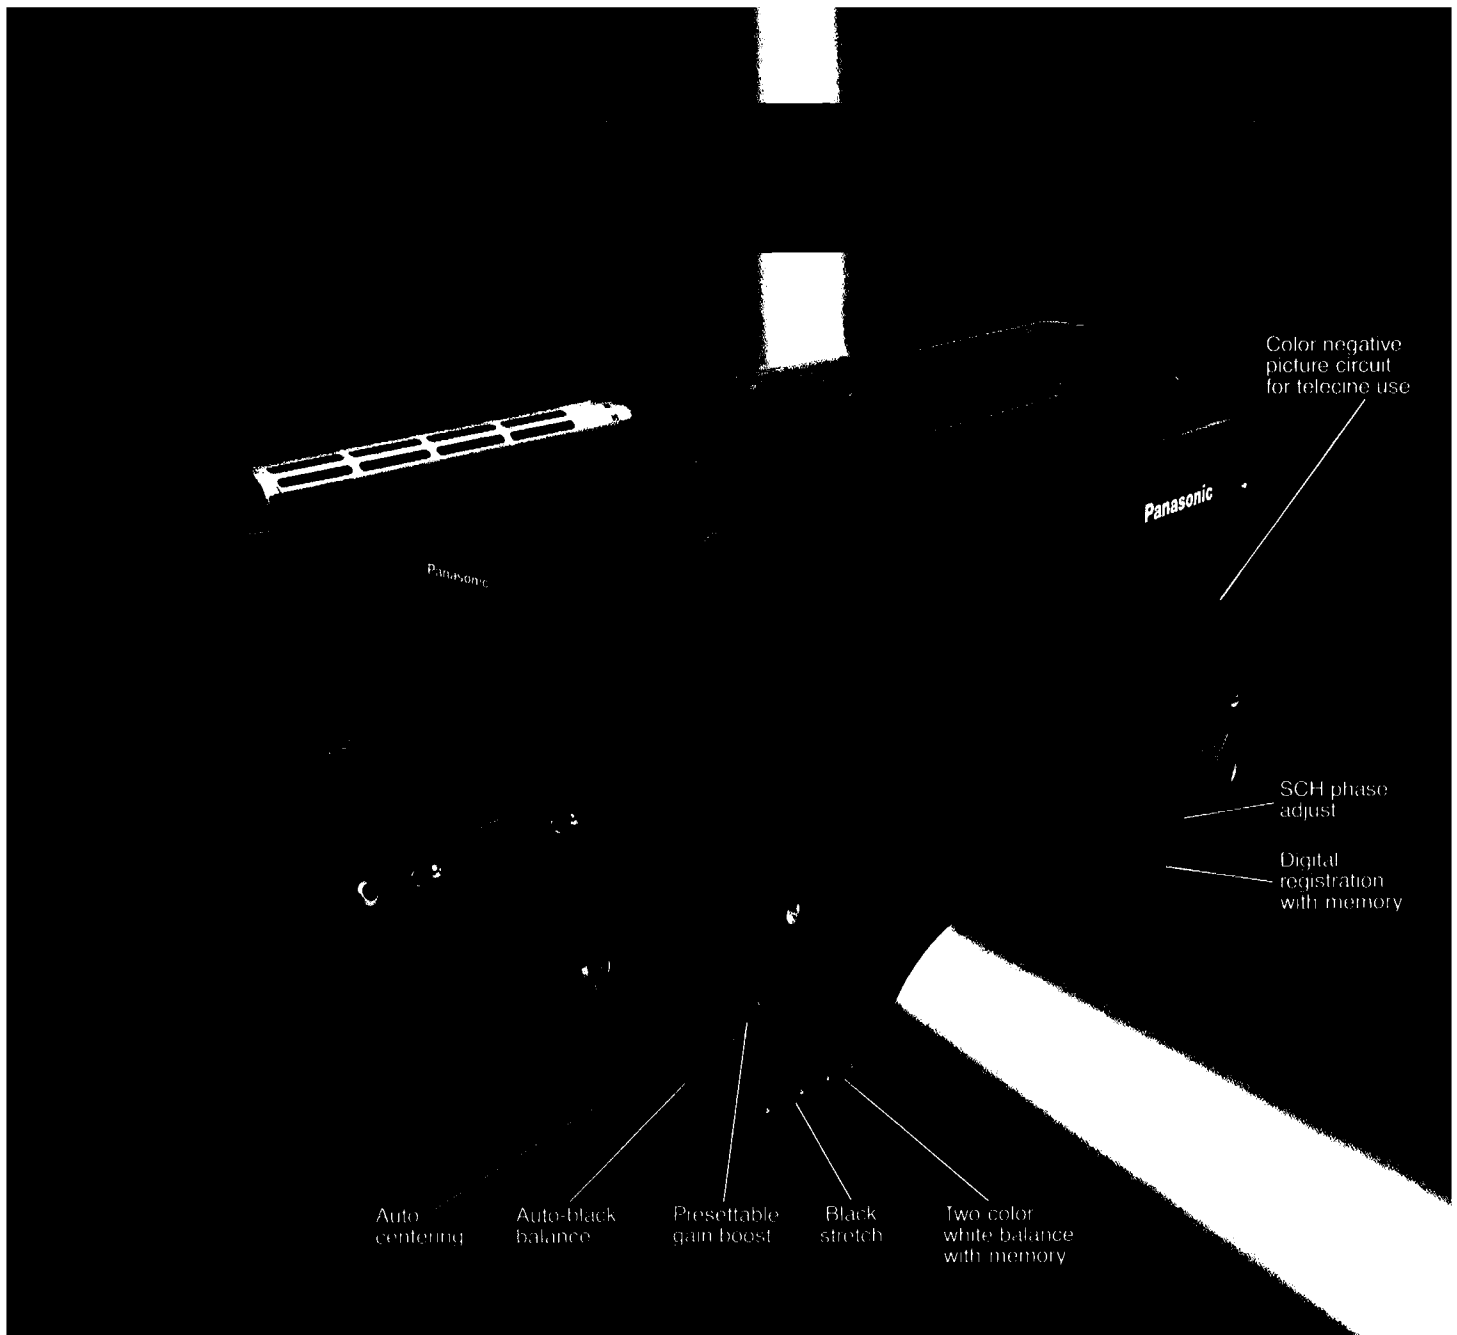 Color negative
picture circuit
for telecine use
Panasonic
Panasonic
SCH phase
adjust
Digital
registration
with memory
Auto
centering
Auto-black
balance
Presettable
gain boost
Black
stretch
Two color
white balance
with memory